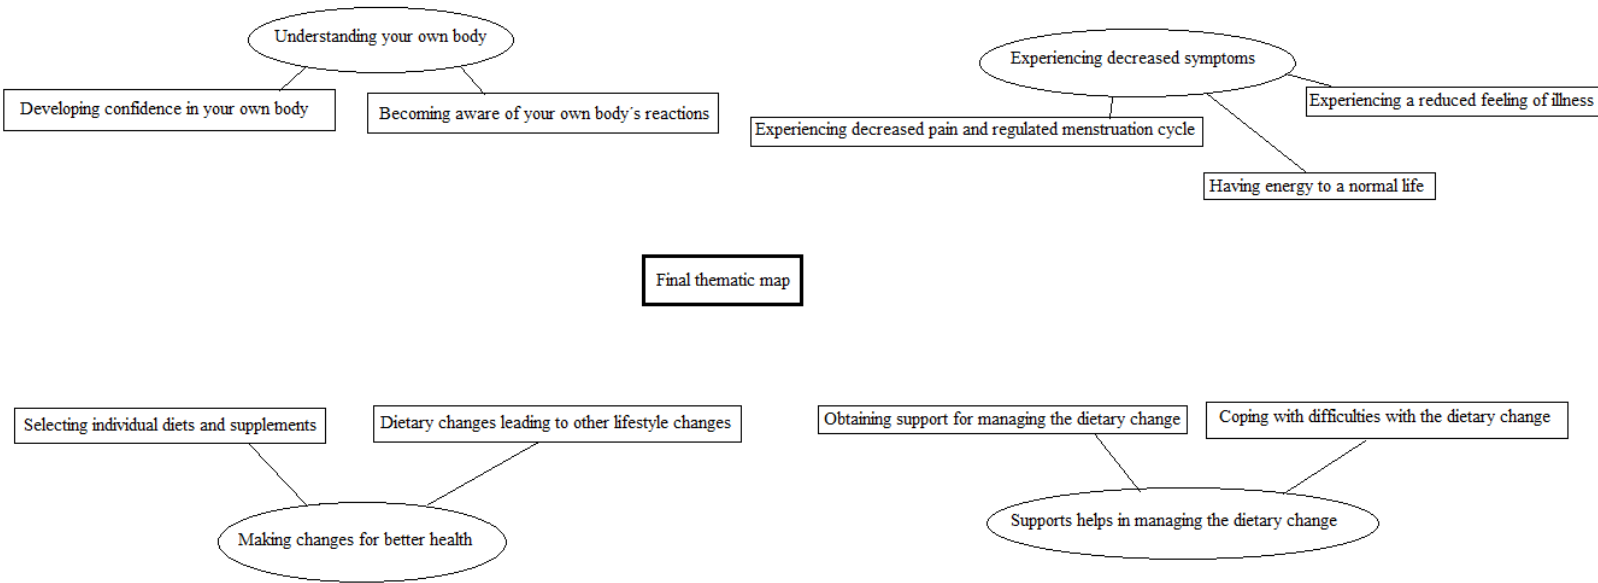 Understanding your own body
Developing confidence in your own body
Becoming aware of your own body´s reactions
Experiencing decreased symptoms
Experiencing a reduced feeling of illness
Experiencing decreased pain and regulated menstruation cycle
Having energy to a normal life
Final thematic map
Selecting individual diets and supplements
Dietary changes leading to other lifestyle changes
Making changes for better health
Obtaining support for managing the dietary change
Coping with difficulties with the dietary change
Supports helps in managing the dietary change